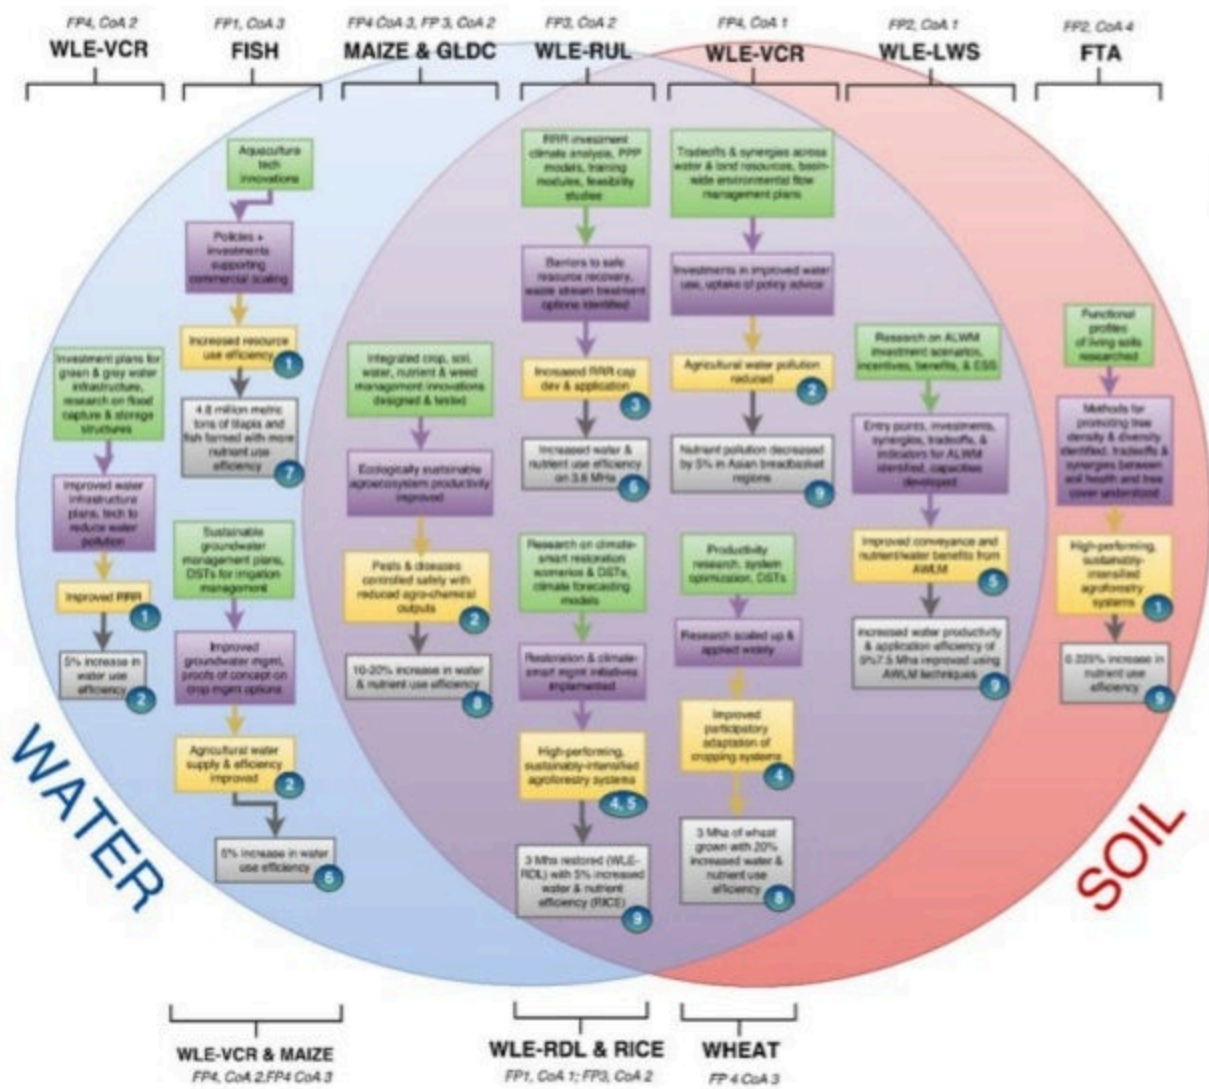 FP4, CoA 2
WLE-VCR
FP1, CoA 3
FISH
FP4 CoA 3, FP 3, CoA 2
MAIZE & GLDC
FP3, CoA 2
WLE-RUL
FP4, CoA 1
WLE-VCR
FP2, CoA 1
WLE-LWS
FP2, CoA 4
FTA
Investment plans for
green & grey water
infrastructure,
research on flood
capture & storage
structures
Improved water
infrastructure
plans, tech to
reduce water
pollution
Improved RRR
1
5% increase in
water use
efficiency
2
Aquaculture
tech
innovations
Policies +
investments
supporting
commercial scaling
Increased resource
use efficiency
1
4.8 million metric
tons of tilapia and
fish farmed with more
nutrient use
efficiency
7
Sustainable
groundwater
management plans,
DSTs for irrigation
management
Improved
groundwater mgmt,
proofs of concept on
crop mgmt options
Agricultural water
supply & efficiency
improved
2
5% increase in water
use efficiency
6
Integrated crop, soil,
water, nutrient & weed
management innovations
designed & tested
Ecologically sustainable
agroecosystem productivity
improved
Pests & diseases
controlled safely with
reduced agro-chemical
outputs
2
10-20% increase in water
& nutrient use efficiency
8
RRR investment
climate analysis, PPP
models, training
modules, feasibility
studies
Barriers to safe
resource recovery,
waste stream treatment
options identified
Increased RRR cap
dev & application
3
Increased water &
nutrient use efficiency
on 3.6 MHa
6
Research on climate-
smart restoration
scenarios & DSTs,
climate forecasting
models
Restoration & climate-
smart mgmt initiatives
implemented
High-performing,
sustainably-intensified
agroforestry systems
4, 5
3 Mha restored (WLE-
RDL) with 5% increased
water & nutrient
efficiency (RICE)
9
Tradeoffs & synergies across
water & land resources, basin-
wide environmental flow
management plans
Investments in improved water
use, uptake of policy advice
Agricultural water pollution
reduced
2
Nutrient pollution decreased
by 5% in Asian breadbasket
regions
9
Productivity
research, system
optimization, DSTs
Research scaled up &
applied widely
Improved
participatory
adaptation of
cropping systems
4
3 Mha of wheat
grown with 20%
increased water &
nutrient use
efficiency
8
Research on ALWM
investment scenarios,
incentives, benefits, & ESS
Entry points, investments,
synergies, tradeoffs, &
indicators for ALWM
identified, capacities
developed
Improved conveyance and
nutrient/water benefits from
AWLM
5
increased water productivity
& application efficiency of
5%7.5 Mha improved using
AWLM techniques
9
Functional
profiles
of living soils
researched
Methods for
promoting tree
density & diversity
identified, tradeoffs &
synergies between
soil health and tree
cover understood
High-performing,
sustainably-
intensified
agroforestry
systems
1
0.225% increase in
nutrient use
efficiency
9
WATER
SOIL
WLE-VCR & MAIZE
FP4, CoA 2,FP4 CoA 3
WLE-RDL & RICE
FP1, CoA 1; FP3, CoA 2
WHEAT
FP 4 CoA 3